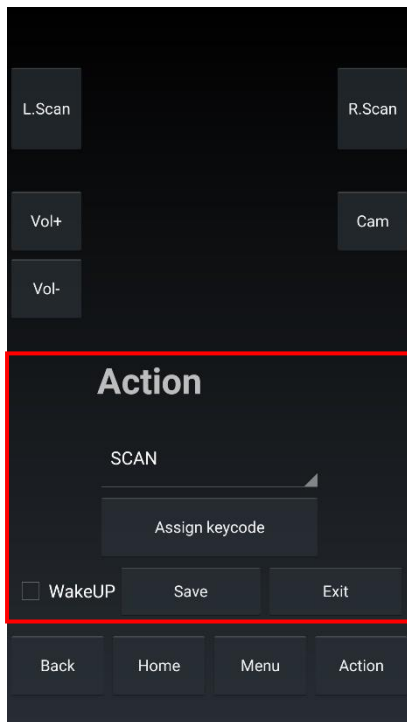 L.Scan R.Scan
Vol+ Cam
Vol-
Action
SCAN
Assign keycode
WakeUP Save Exit
Back Home Menu Action